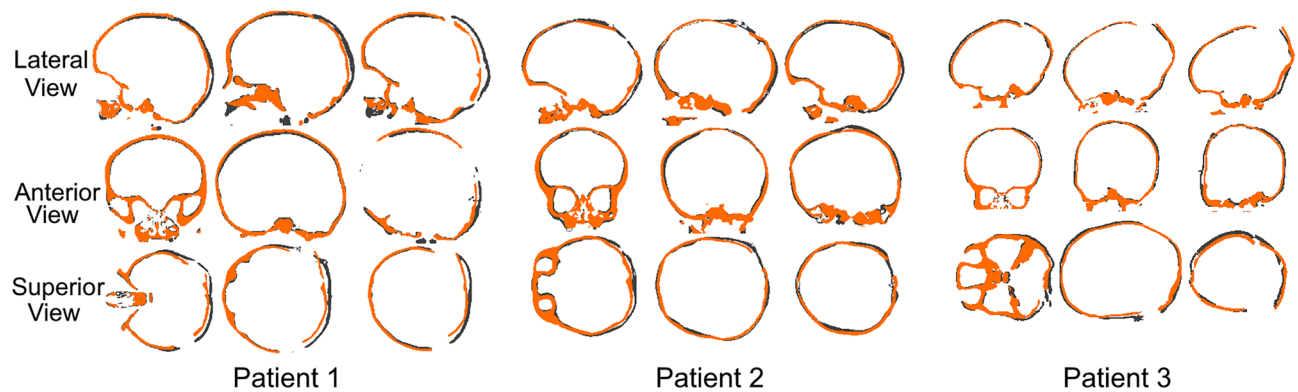 Lateral
View
Anterior
View
Superior
View
Patient 1
Patient 2
Patient 3